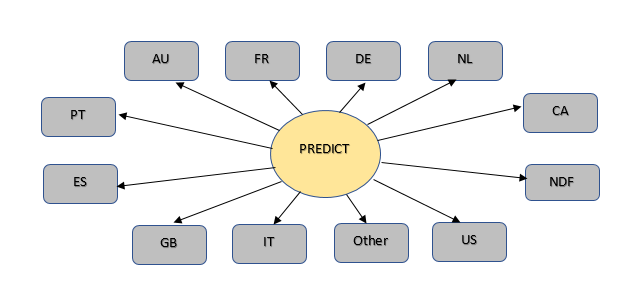 AU
FR
DE
NL
PT
CA
PREDICT
ES
NDF
GB
IT
Other
US